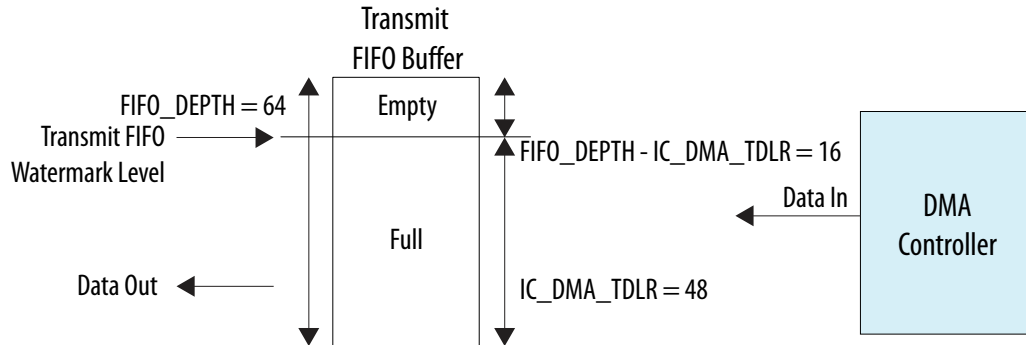 Transmit
FIFO Buffer
FIFO_DEPTH = 64
Empty
Transmit FIFO
Watermark Level
FIFO_DEPTH - IC_DMA_TDLR = 16
Data In
DMA
Controller
Full
Data Out
IC_DMA_TDLR = 48